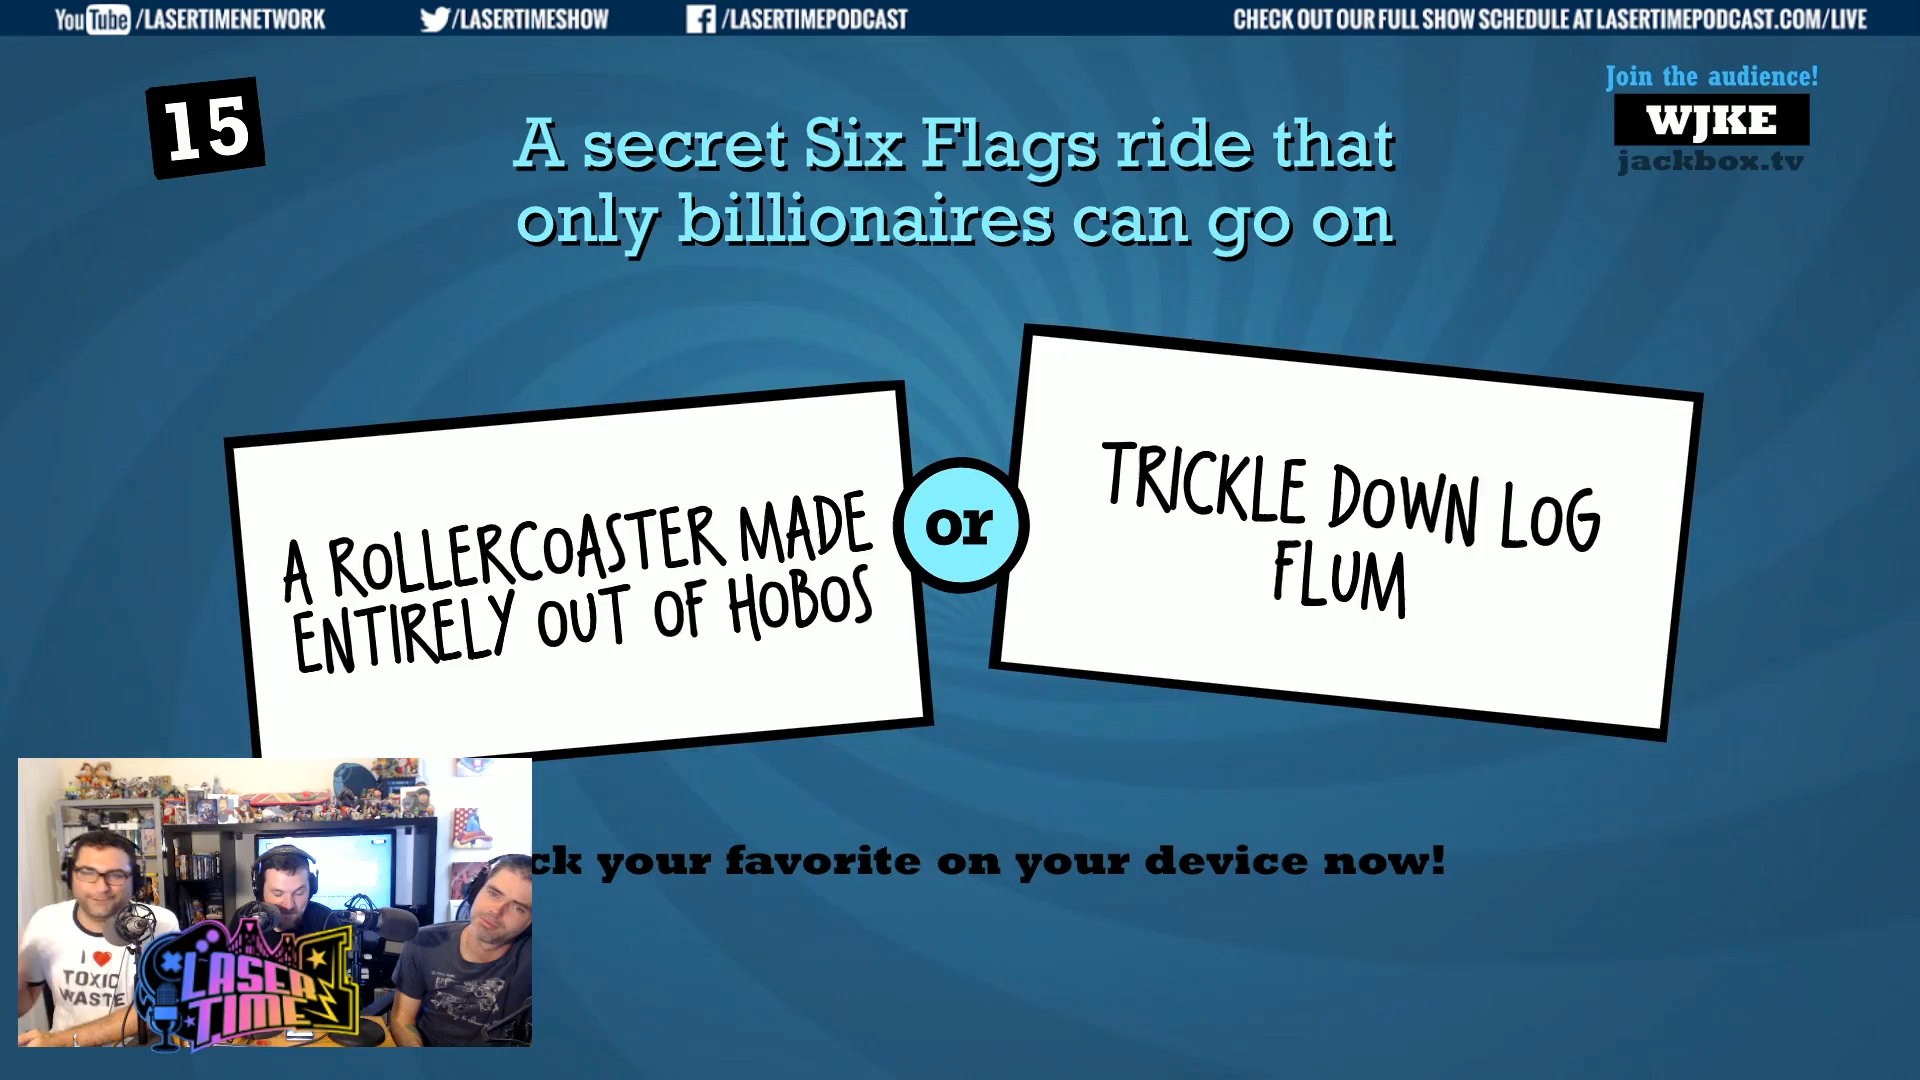 YouTube /LASERTIMENETWORK /LASERTIMESHOW /LASERTIMEPODCAST CHECK OUT OUR FULL SHOW SCHEDULE AT LASERTIMEPODCAST.COM/LIVE
15
Join the audience!
WJKE
jackbox.tv
A secret Six Flags ride that
only billionaires can go on
A ROLLERCOASTER MADE
ENTIRELY OUT OF HOBOS
or
TRICKLE DOWN LOG
FLUM
ck your favorite on your device now!
I
TOXIC
WASTE
LASER
TIME